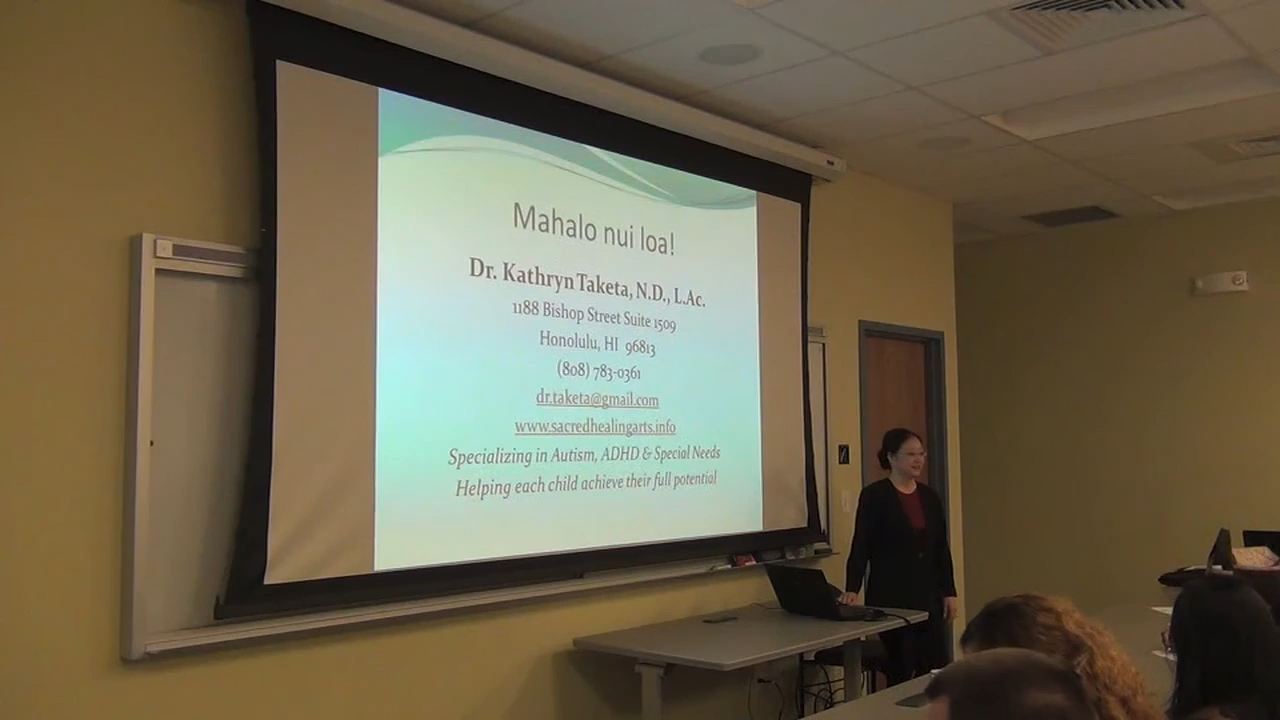 Mahalo nui loa!
Dr. Kathryn Taketa, N.D., L.Ac.
1188 Bishop Street Suite 1509
Honolulu, HI 96813
(808) 783-0361
dr.taketa@gmail.com
www.sacredhealingarts.info
Specializing in Autism, ADHD & Special Needs
Helping each child achieve their full potential